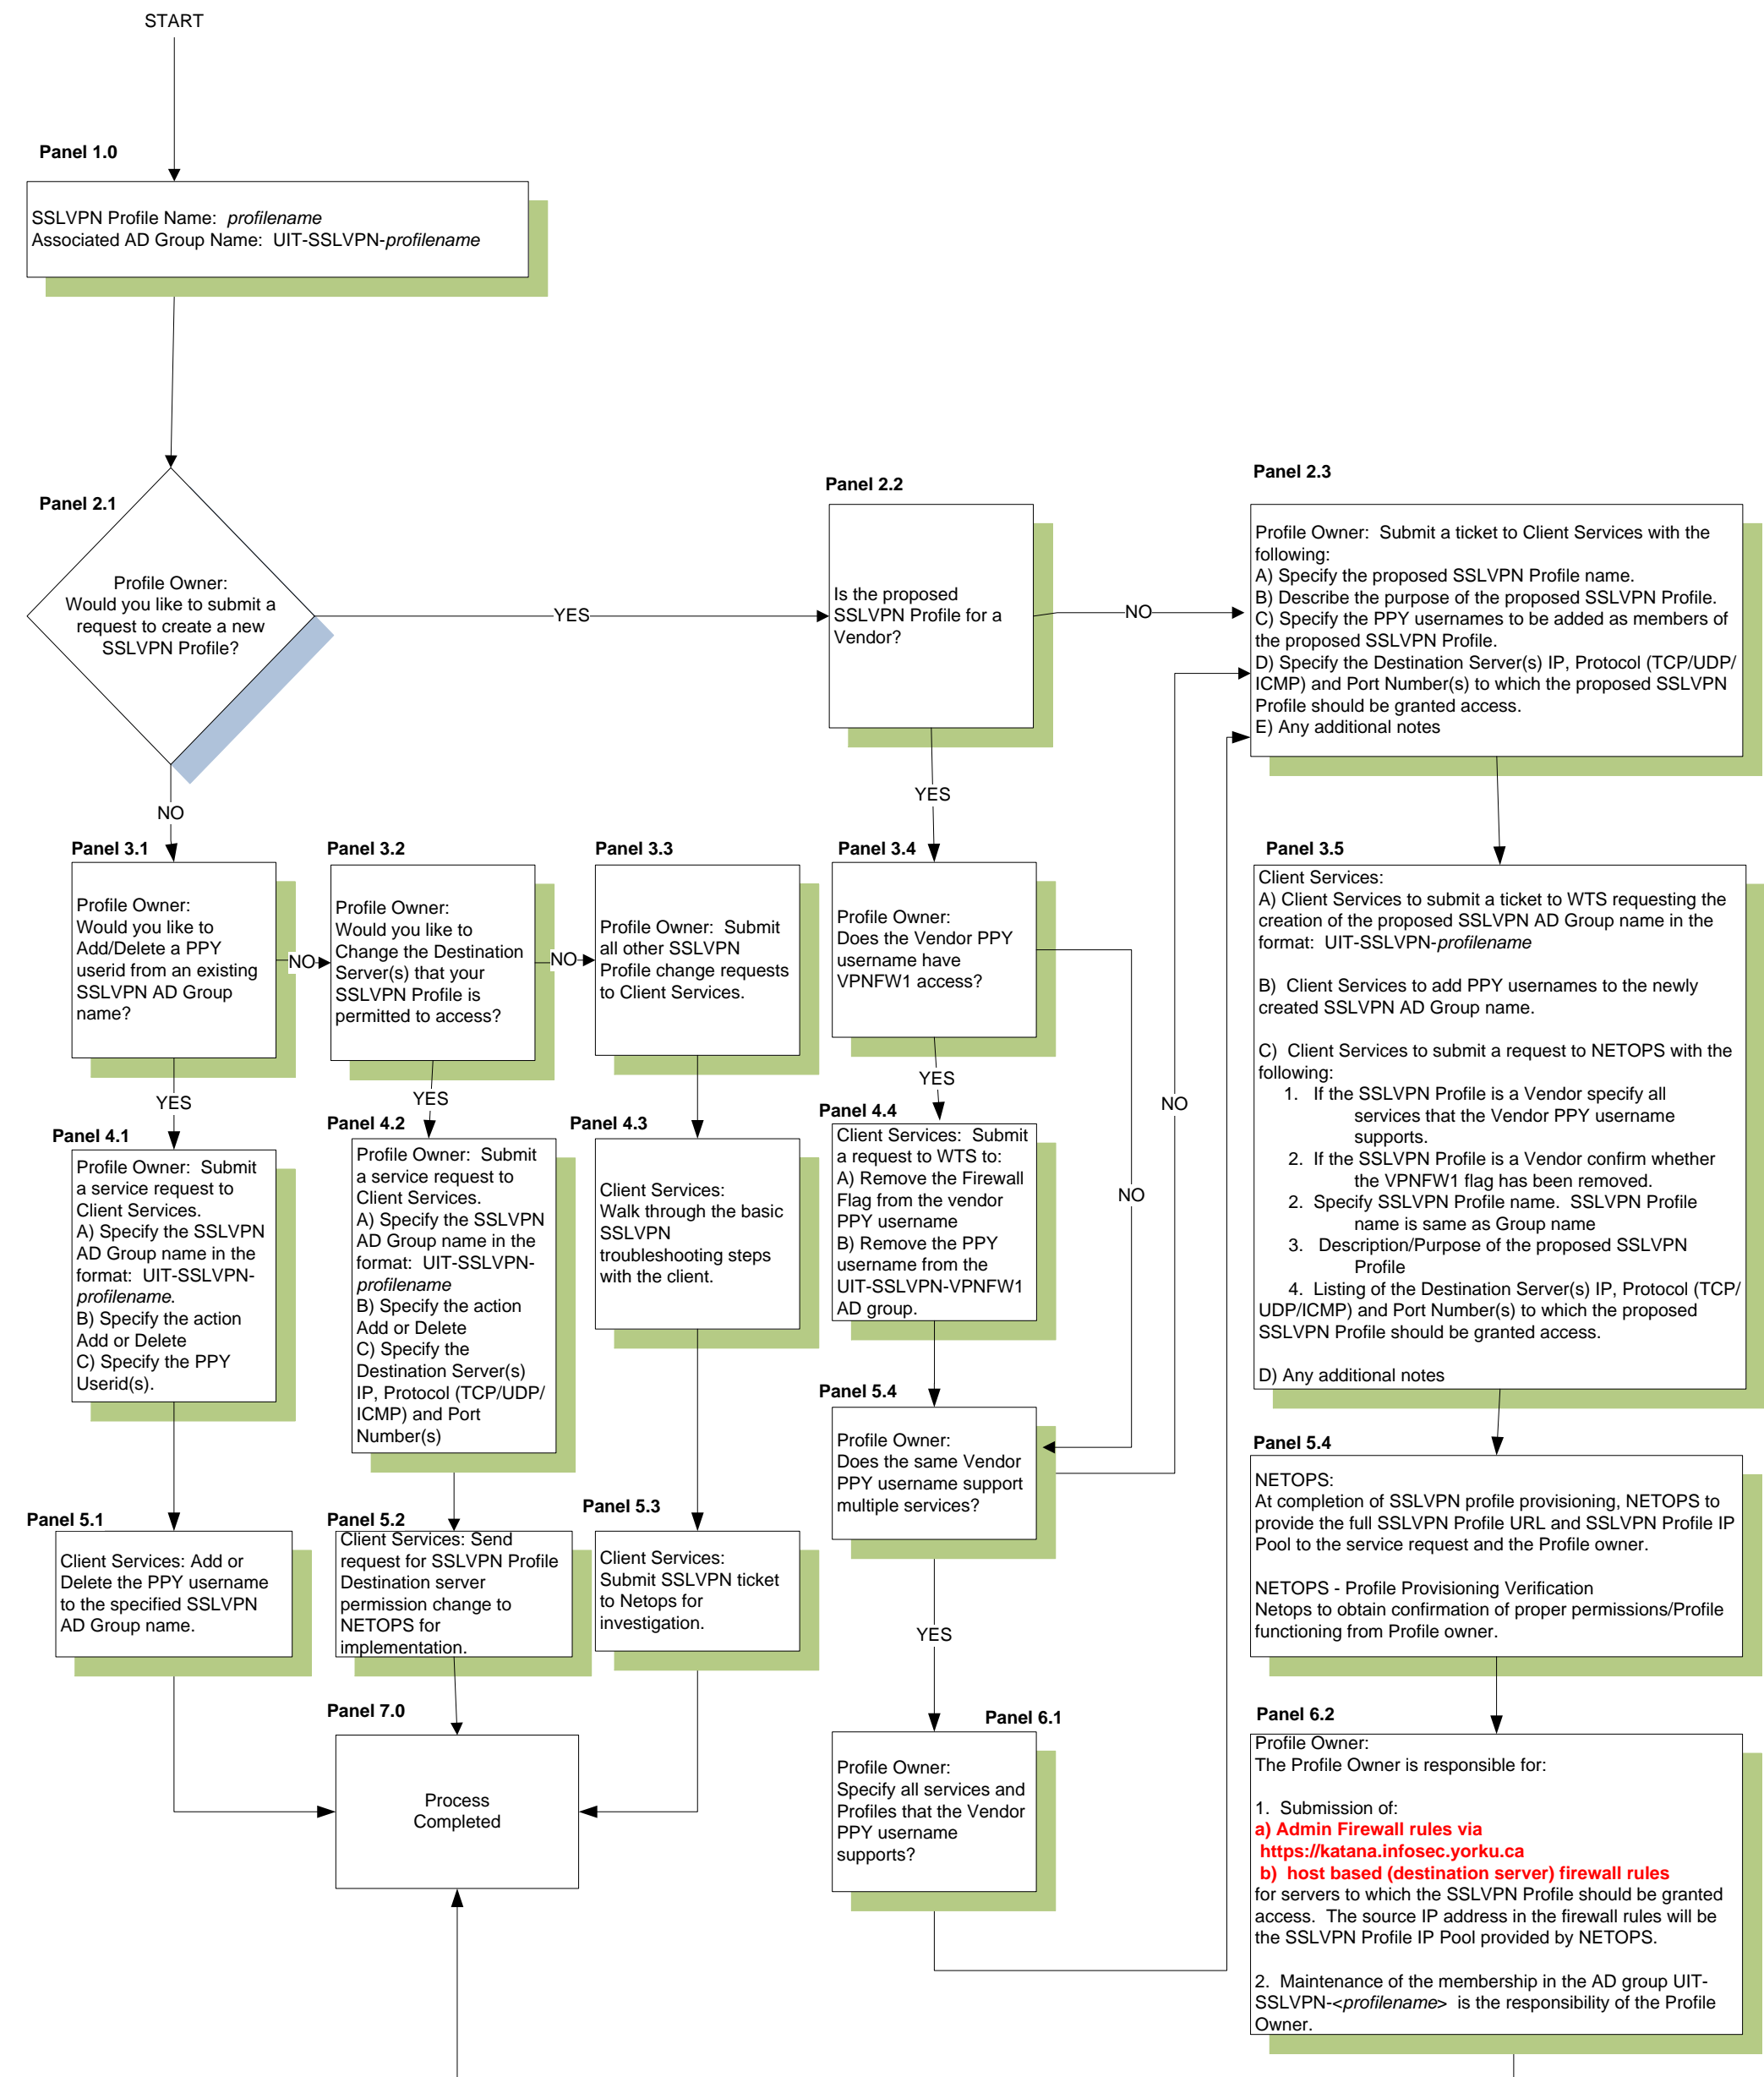 START
Panel 1.0
SSLVPN Profile Name:  profilename
Associated AD Group Name:  UIT-SSLVPN-profilename
Panel 2.1
Profile Owner:
Would you like to submit a
request to create a new
SSLVPN Profile?
YES
NO
Panel 2.2
Is the proposed
SSLVPN Profile for a
Vendor?
NO
YES
Panel 2.3
Profile Owner:  Submit a ticket to Client Services with the
following:
A) Specify the proposed SSLVPN Profile name.
B) Describe the purpose of the proposed SSLVPN Profile.
C) Specify the PPY usernames to be added as members of
the proposed SSLVPN Profile.
D) Specify the Destination Server(s) IP, Protocol (TCP/UDP/
ICMP) and Port Number(s) to which the proposed SSLVPN
Profile should be granted access.
E) Any additional notes
Panel 3.1
Profile Owner:
Would you like to
Add/Delete a PPY
userid from an existing
SSLVPN AD Group
name?
NO
YES
Panel 3.2
Profile Owner:
Would you like to
Change the Destination
Server(s) that your
SSLVPN Profile is
permitted to access?
NO
YES
Panel 3.3
Profile Owner:  Submit
all other SSLVPN
Profile change requests
to Client Services.
Panel 3.4
Profile Owner:
Does the Vendor PPY
username have
VPNFW1 access?
YES
NO
NO
Panel 3.5
Client Services:
A) Client Services to submit a ticket to WTS requesting the
creation of the proposed SSLVPN AD Group name in the
format:  UIT-SSLVPN-profilename
B)  Client Services to add PPY usernames to the newly
created SSLVPN AD Group name.
C)  Client Services to submit a request to NETOPS with the
following:
1.  If the SSLVPN Profile is a Vendor specify all
services that the Vendor PPY username
supports.
2.  If the SSLVPN Profile is a Vendor confirm whether
the VPNFW1 flag has been removed.
2.  Specify SSLVPN Profile name.  SSLVPN Profile
name is same as Group name
3.  Description/Purpose of the proposed SSLVPN
Profile
4.  Listing of the Destination Server(s) IP, Protocol (TCP/
UDP/ICMP) and Port Number(s) to which the proposed
SSLVPN Profile should be granted access.
D) Any additional notes
Panel 4.1
Profile Owner:  Submit
a service request to
Client Services.
A) Specify the SSLVPN
AD Group name in the
format:  UIT-SSLVPN-
profilename.
B) Specify the action
Add or Delete
C) Specify the PPY
Userid(s).
Panel 4.2
Profile Owner:  Submit
a service request to
Client Services.
A) Specify the SSLVPN
AD Group name in the
format:  UIT-SSLVPN-
profilename
B) Specify the action
Add or Delete
C) Specify the
Destination Server(s)
IP, Protocol (TCP/UDP/
ICMP) and Port
Number(s)
Panel 4.3
Client Services:
Walk through the basic
SSLVPN
troubleshooting steps
with the client.
Panel 4.4
Client Services:  Submit
a request to WTS to:
A) Remove the Firewall
Flag from the vendor
PPY username
B) Remove the PPY
username from the
UIT-SSLVPN-VPNFW1
AD group.
Panel 5.4
Profile Owner:
Does the same Vendor
PPY username support
multiple services?
YES
Panel 5.4
NETOPS:
At completion of SSLVPN profile provisioning, NETOPS to
provide the full SSLVPN Profile URL and SSLVPN Profile IP
Pool to the service request and the Profile owner.
NETOPS - Profile Provisioning Verification
Netops to obtain confirmation of proper permissions/Profile
functioning from Profile owner.
Panel 5.1
Client Services: Add or
Delete the PPY username
to the specified SSLVPN
AD Group name.
Panel 5.2
Client Services: Send
request for SSLVPN Profile
Destination server
permission change to
NETOPS for
implementation.
Panel 5.3
Client Services:
Submit SSLVPN ticket
to Netops for
investigation.
Panel 7.0
Process
Completed
Panel 6.1
Profile Owner:
Specify all services and
Profiles that the Vendor
PPY username
supports?
Panel 6.2
Profile Owner:
The Profile Owner is responsible for:
1.  Submission of:
a) Admin Firewall rules via
https://katana.infosec.yorku.ca
b)  host based (destination server) firewall rules
for servers to which the SSLVPN Profile should be granted
access.  The source IP address in the firewall rules will be
the SSLVPN Profile IP Pool provided by NETOPS.
2.  Maintenance of the membership in the AD group UIT-
SSLVPN-<profilename>  is the responsibility of the Profile
Owner.